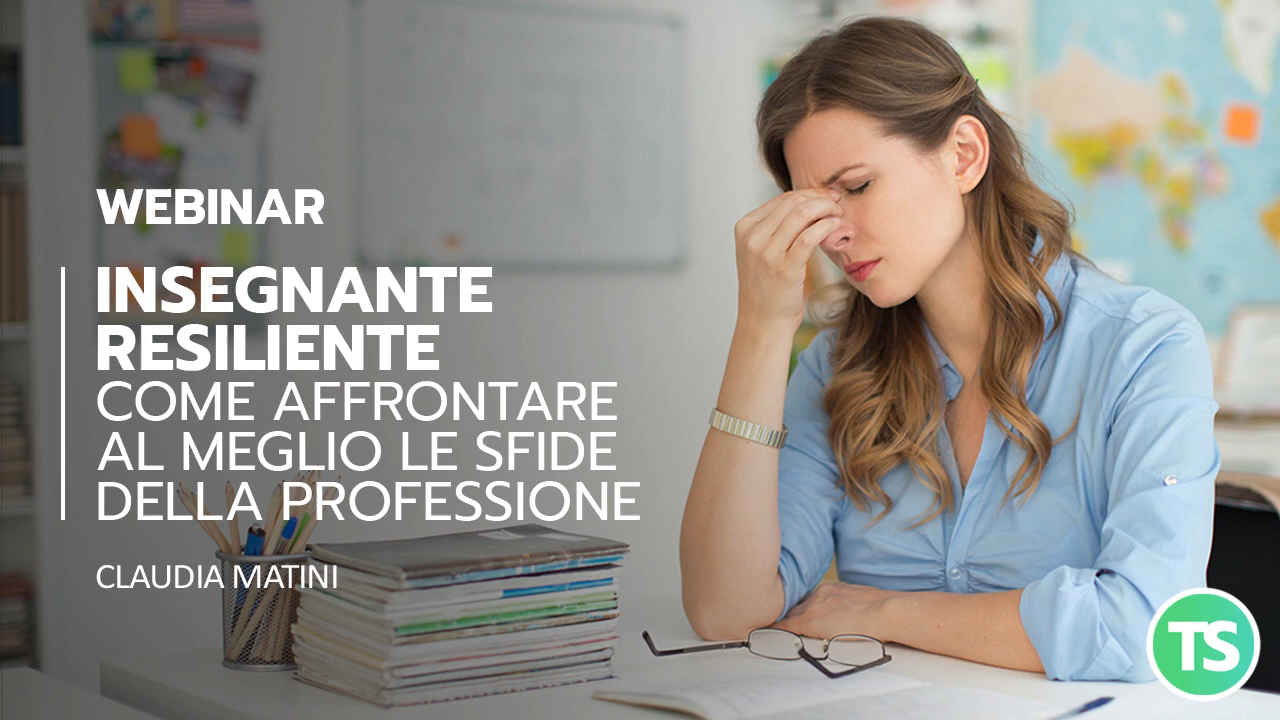 WEBINAR
INSEGNANTE
RESILIENTE
COME AFFRONTARE
AL MEGLIO LE SFIDE
DELLA PROFESSIONE
CLAUDIA MATINI
TS